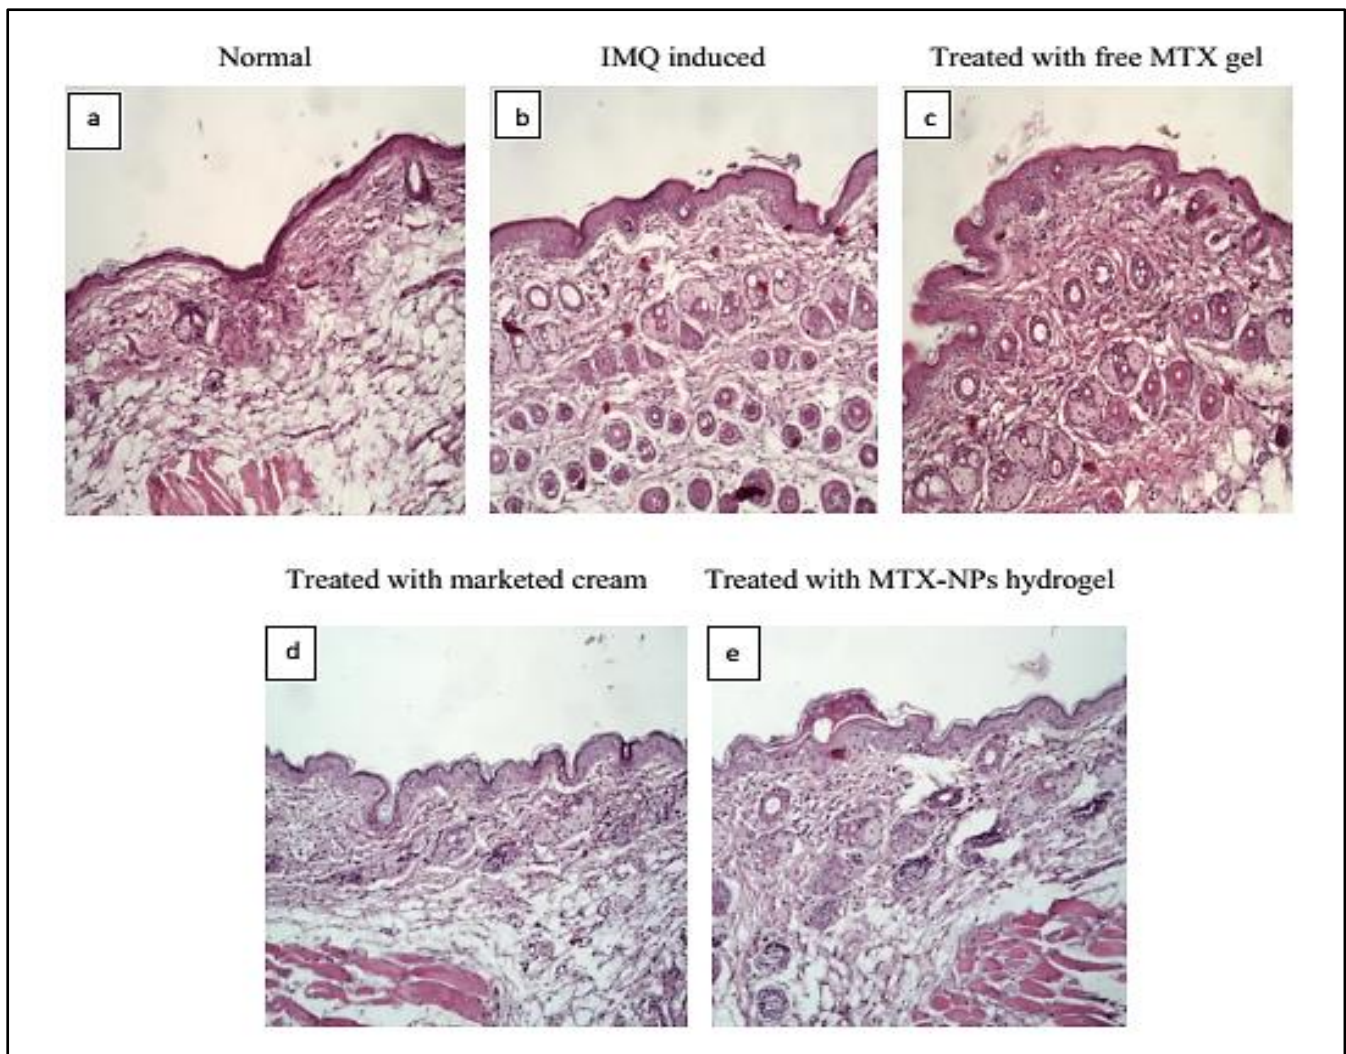 Normal
IMQ induced
Treated with free MTX gel
a
b
c
Treated with marketed cream
Treated with MTX-NPs hydrogel
d
e